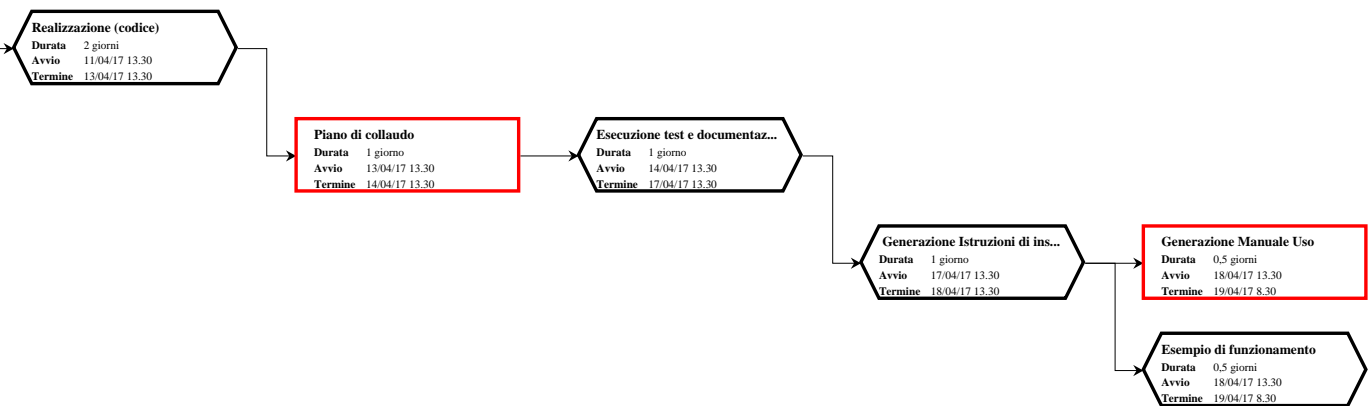 Realizzazione (codice)
Durata 2 giorni
Avvio 11/04/17 13.30
Termine 13/04/17 13.30
Piano di collaudo
Durata 1 giorno
Avvio 13/04/17 13.30
Termine 14/04/17 13.30
Esecuzione test e documentaz...
Durata 1 giorno
Avvio 14/04/17 13.30
Termine 17/04/17 13.30
Generazione Istruzioni di ins...
Durata 1 giorno
Avvio 17/04/17 13.30
Termine 18/04/17 13.30
Generazione Manuale Uso
Durata 0,5 giorni
Avvio 18/04/17 13.30
Termine 19/04/17 8.30
Esempio di funzionamento
Durata 0,5 giorni
Avvio 18/04/17 13.30
Termine 19/04/17 8.30